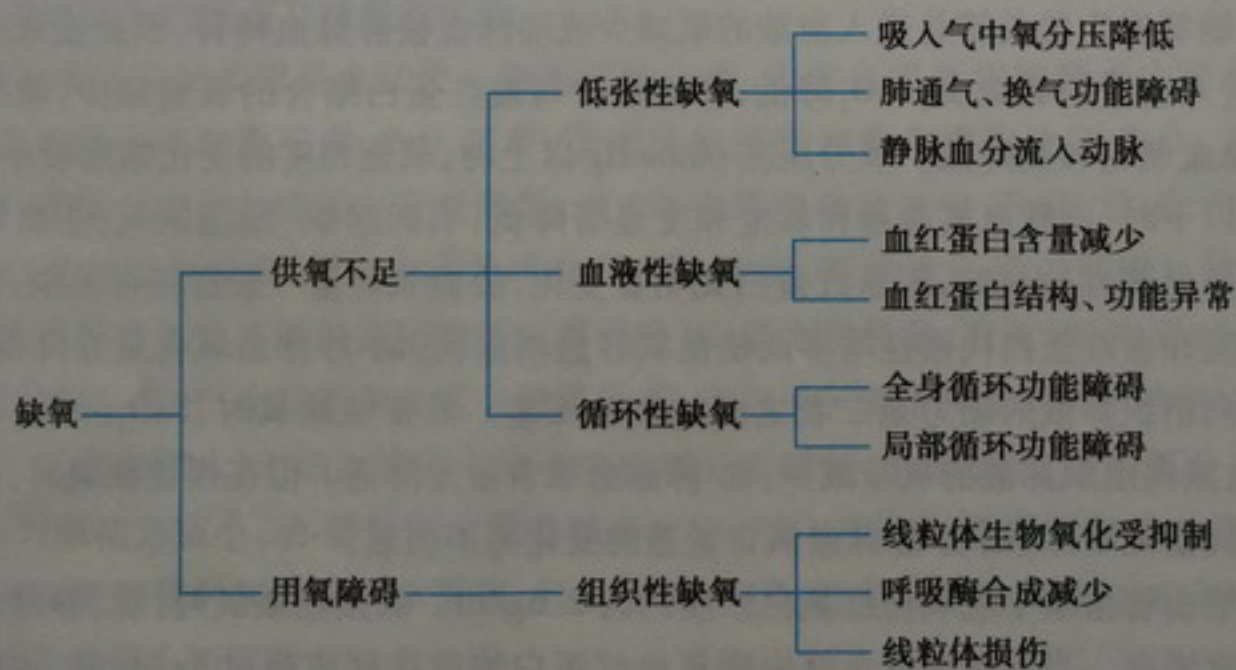 吸入气中氧分压降低
低张性缺氧
肺通气、换气功能障碍
静脉血分流入动脉
血红蛋白含量减少
供氧不足
血液性缺氧
血红蛋白结构、功能异常
全身循环功能障碍
缺氧
循环性缺氧
局部循环功能障碍
线粒体生物氧化受抑制
用氧障碍
组织性缺氧
呼吸酶合成减少
线粒体损伤